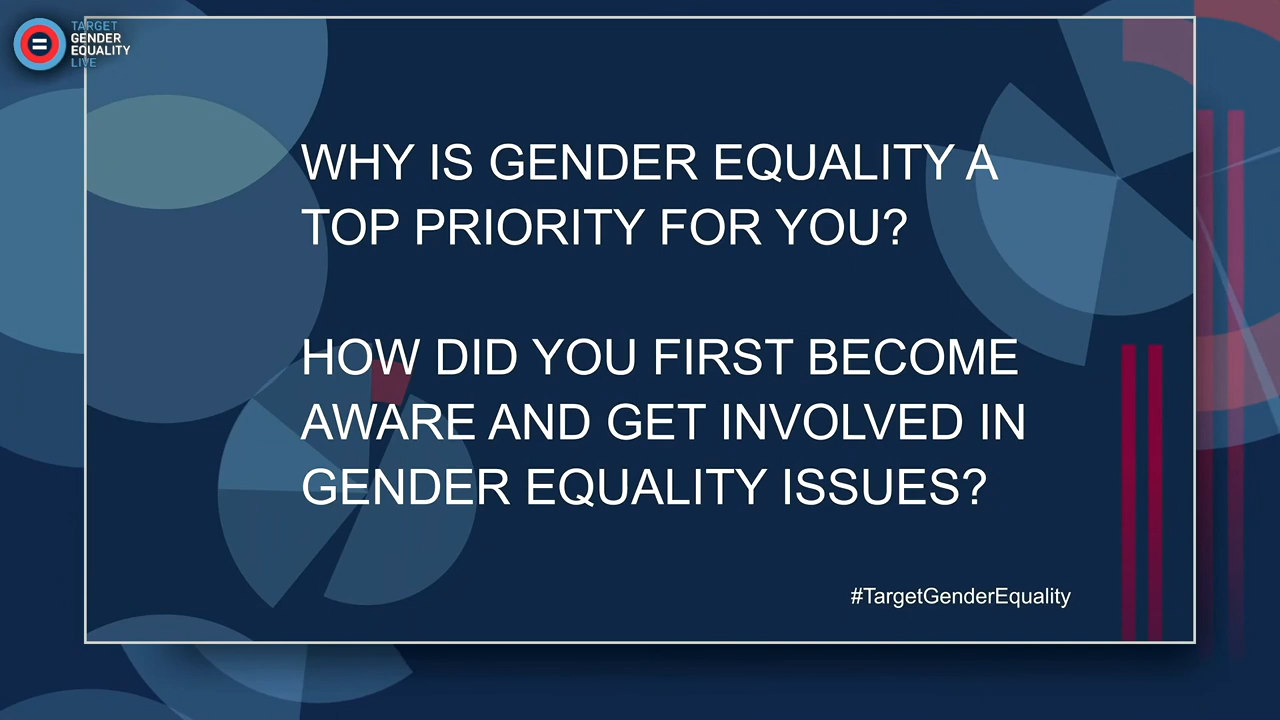 TARGET
GENDER
EQUALITY
LIVE
WHY IS GENDER EQUALITY A
TOP PRIORITY FOR YOU?
HOW DID YOU FIRST BECOME
AWARE AND GET INVOLVED IN
GENDER EQUALITY ISSUES?
#TargetGenderEquality